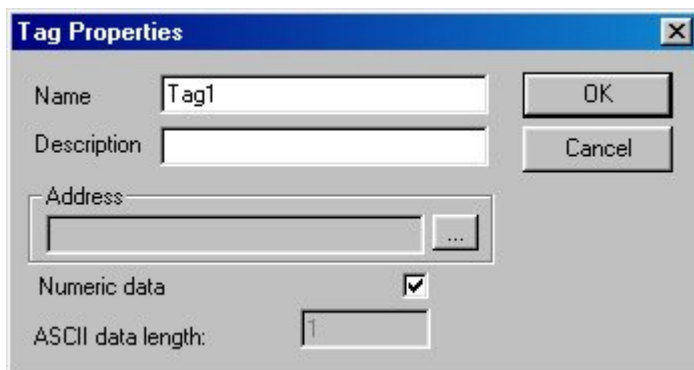 Tag Properties
Name Tag1 OK
Description Cancel
Address
...
Numeric data
ASCII data length: 1